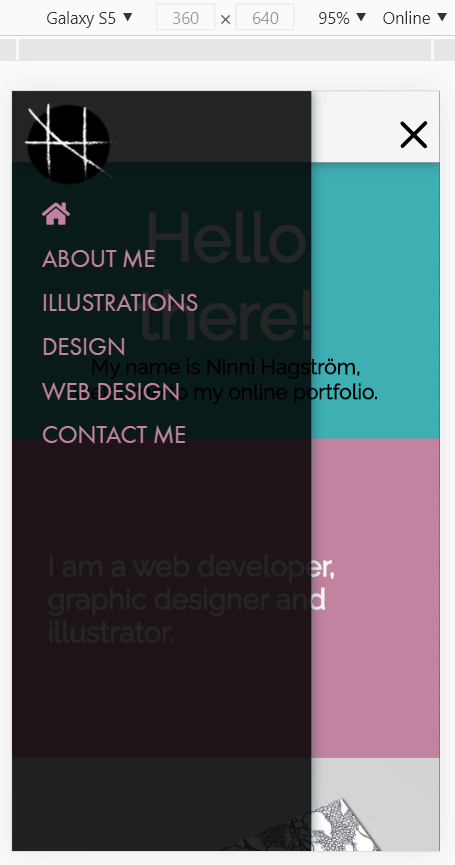 Galaxy S5 ▼ 360 × 640 95% ▼ Online ▼
Hello
there!
ABOUT ME
ILLUSTRATIONS
DESIGN
WEB DESIGN
CONTACT ME
My name is Ninni Hagström,
to my online portfolio.
I am a web developer,
graphic designer and
illustrator.